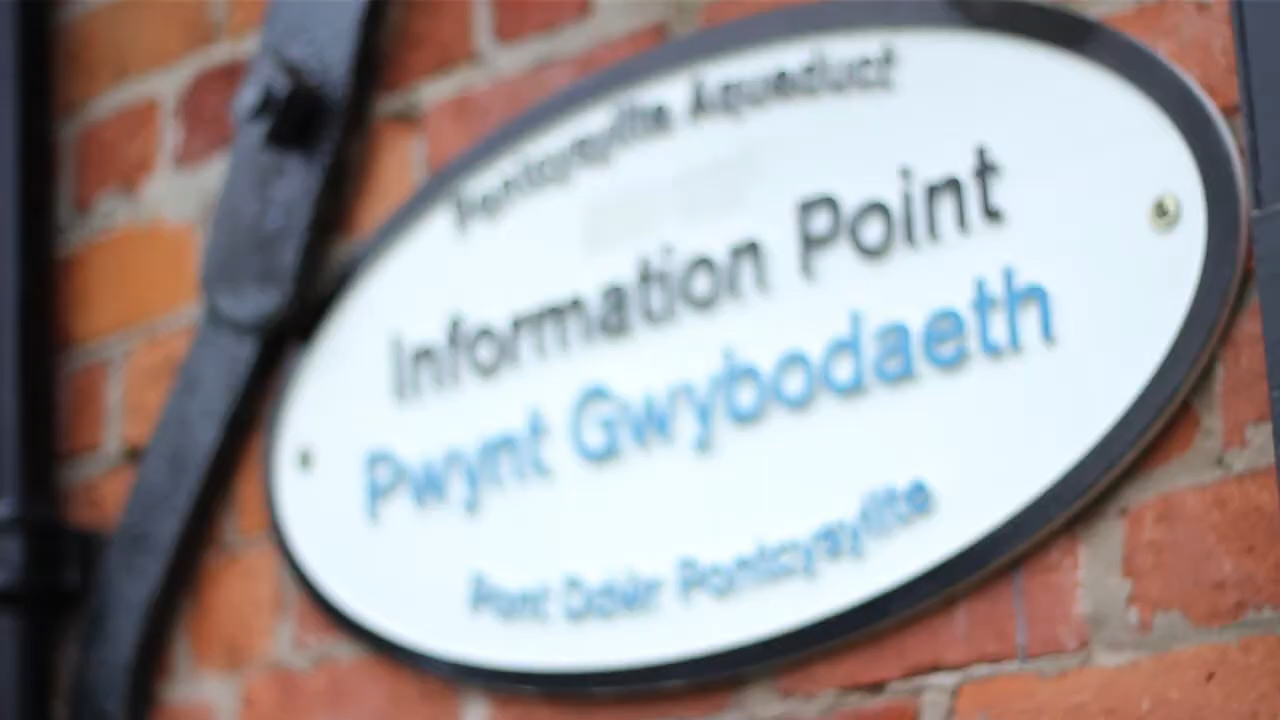 Pontcysyllte Aqueduct
Information Point
Pwynt Gwybodaeth
Pont Ddŵr Pontcysyllte